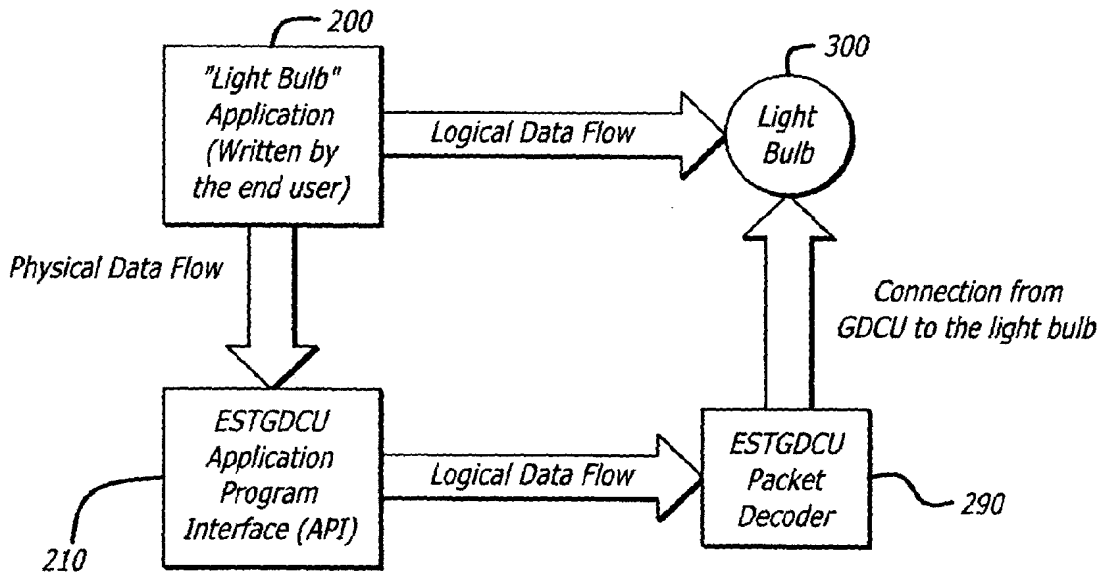 200
"Light Bulb"
Application
(Written by
the end user)
Logical Data Flow
300
Light
Bulb
Physical Data Flow
Connection from
GDCU to the light bulb
ESTGDCU
Application
Program
Interface (API)
210
Logical Data Flow
ESTGDCU
Packet
Decoder
290